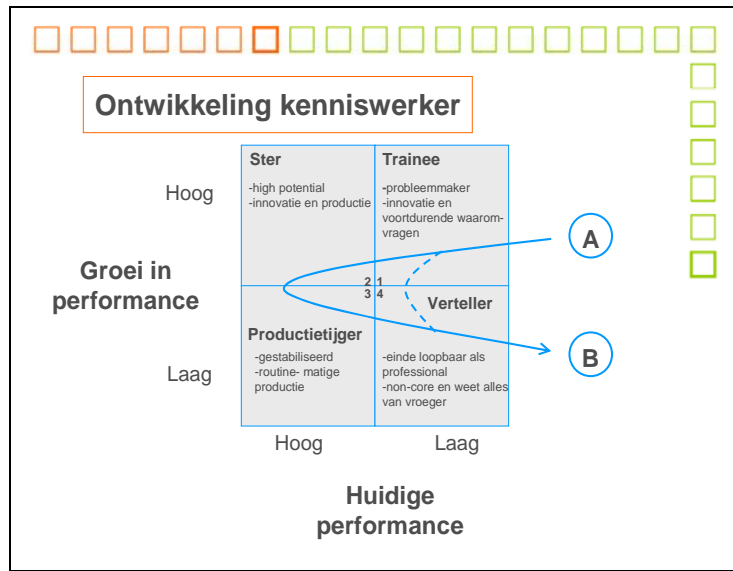 Ontwikkeling kenniswerker
Ster
-high potential
-innovatie en productie
Trainee
-probleemmaker
-innovatie en
voortdurende waarom-
vragen
Hoog
A
Groei in
performance
2 1
3 4
Verteller
Productietijger
-gestabiliseerd
-routine- matige
productie
-einde loopbaar als
professional
-non-core en weet alles
van vroeger
B
Laag
Hoog
Laag
Huidige
performance